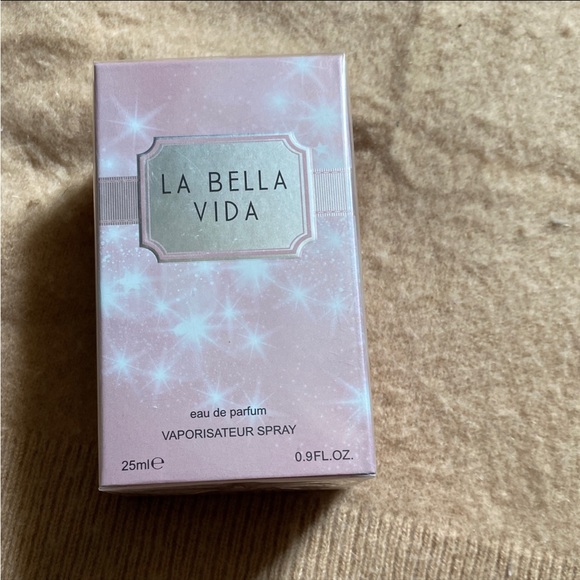 LA BELLA
VIDA
eau de parfum
VAPORISATEUR SPRAY
25ml℮ 0.9FL.OZ.